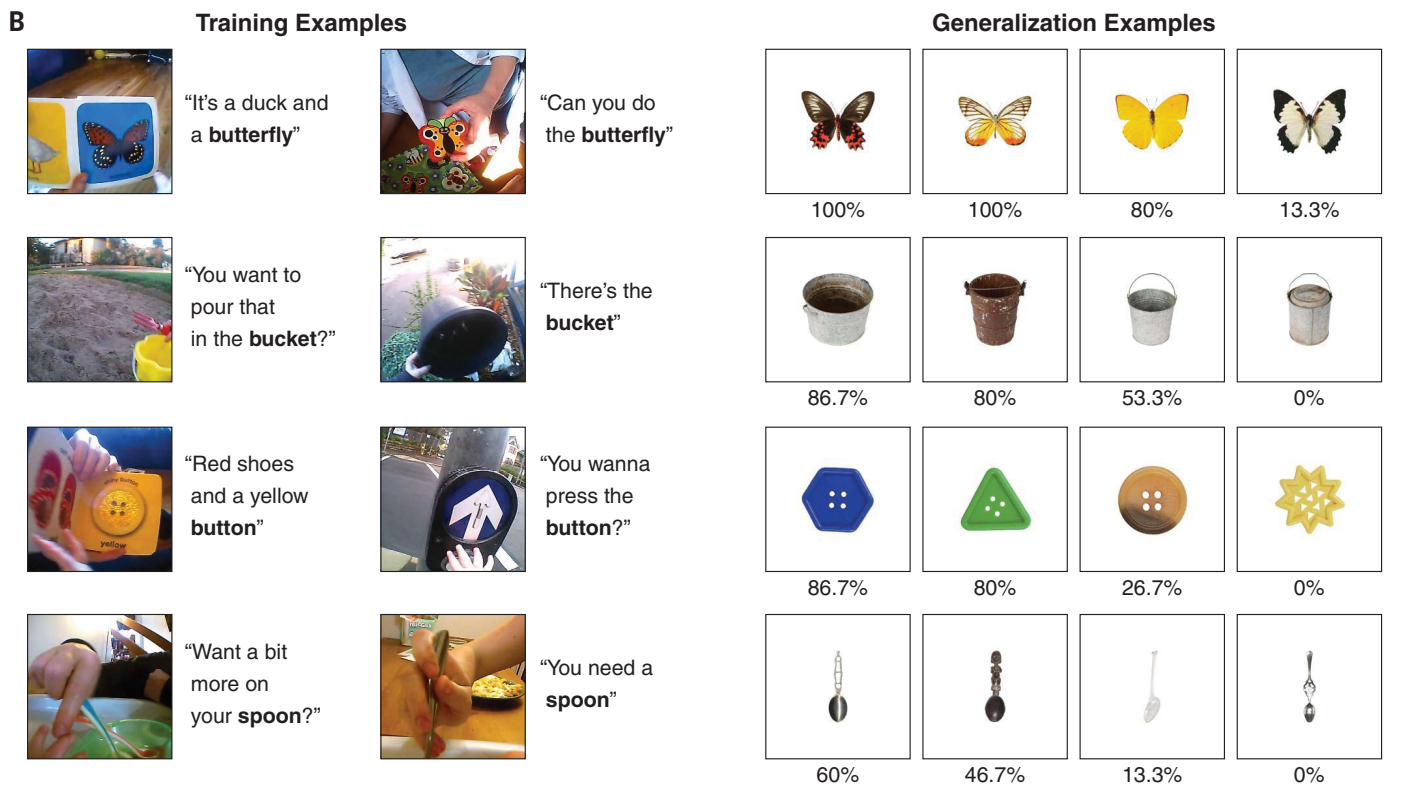 B
Training Examples
Generalization Examples
“It’s a duck and
a butterfly”
“Can you do
the butterfly”
100%
100%
80%
13.3%
“You want to
pour that
in the bucket?”
“There’s the
bucket”
86.7%
80%
53.3%
0%
shiny button
yellow
“Red shoes
and a yellow
button”
“You wanna
press the
button?”
86.7%
80%
26.7%
0%
“Want a bit
more on
your spoon?”
“You need a
spoon”
60%
46.7%
13.3%
0%